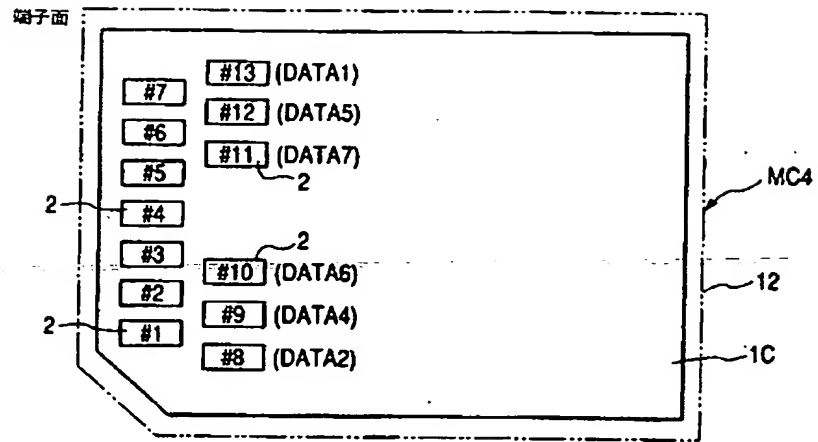 端子面
#13 (DATA1)
#7
#12 (DATA5)
#6
#11 (DATA7)
#5
2
MC4
2 #4
2
#3
#10 (DATA6)
#2
12
#9 (DATA4)
2 #1
#8 (DATA2)
1C